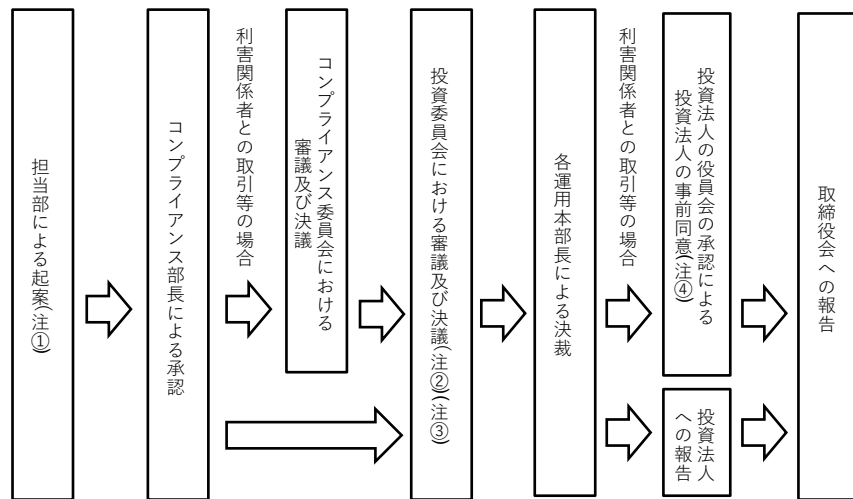 担当部による起案(注①)
コンプライアンス部長による承認
利害関係者との取引等の場合
コンプライアンス委員会における
審議及び決議
投資委員会における審議及び決議(注②)(注③)
各運用本部長による決裁
利害関係者との取引等の場合
投資法人の役員会の承認による
投資法人の事前同意(注④)
投資法人
への報告
取締役会への報告